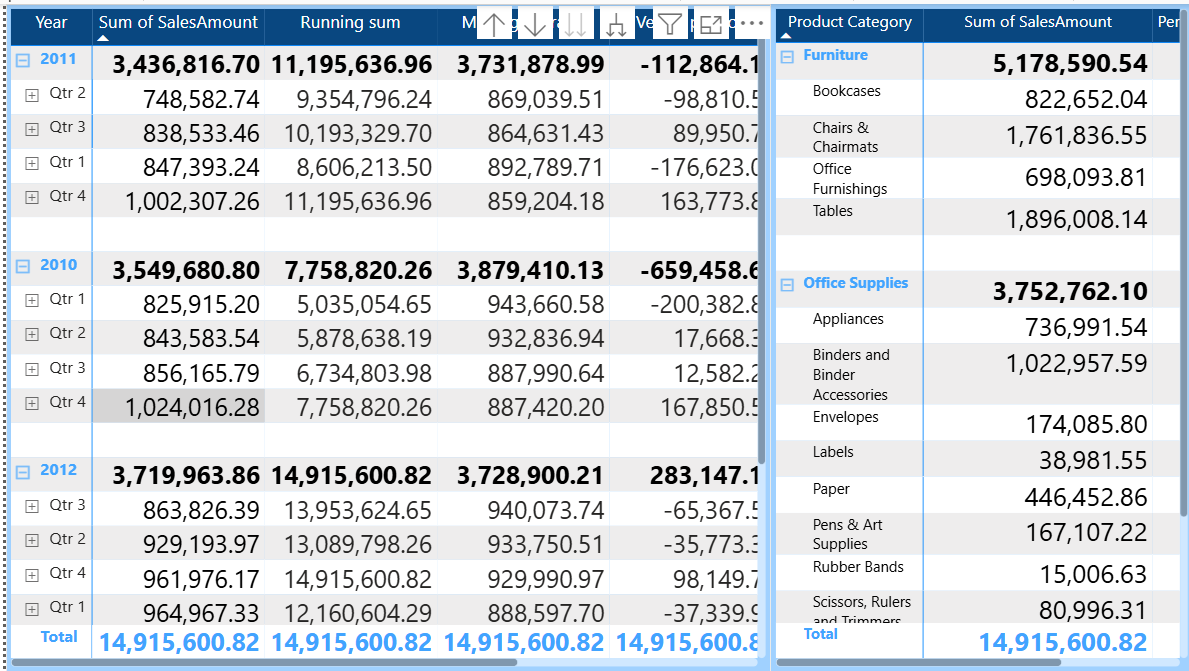 Year Sum of SalesAmount Running sum
2011 3,436,816.70 11,195,636.96 3,731,878.99 -112,864.1
Qtr 2 748,582.74 9,354,796.24 869,039.51 -98,810.5
Qtr 3 838,533.46 10,193,329.70 864,631.43 89,950.7
Qtr 1 847,393.24 8,606,213.50 892,789.71 -176,623.0
Qtr 4 1,002,307.26 11,195,636.96 859,204.18 163,773.8
2010 3,549,680.80 7,758,820.26 3,879,410.13 -659,458.6
Qtr 1 825,915.20 5,035,054.65 943,660.58 -200,382.8
Qtr 2 843,583.54 5,878,638.19 932,836.94 17,668.3
Qtr 3 856,165.79 6,734,803.98 887,990.64 12,582.2
Qtr 4 1,024,016.28 7,758,820.26 887,420.20 167,850.5
2012 3,719,963.86 14,915,600.82 3,728,900.21 283,147.1
Qtr 3 863,826.39 13,953,624.65 940,073.74 -65,367.5
Qtr 2 929,193.97 13,089,798.26 933,750.51 -35,773.3
Qtr 4 961,976.17 14,915,600.82 929,990.97 98,149.7
Qtr 1 964,967.33 12,160,604.29 888,597.70 -37,339.9
Total 14,915,600.82 14,915,600.82 14,915,600.82 14,915,600.8
Product Category Sum of SalesAmount Per
Furniture 5,178,590.54
Bookcases 822,652.04
Chairs & 1,761,836.55
Chairmats
Office 698,093.81
Furnishings
Tables 1,896,008.14
Office Supplies 3,752,762.10
Appliances 736,991.54
Binders and 1,022,957.59
Binder
Accessories
Envelopes 174,085.80
Labels 38,981.55
Paper 446,452.86
Pens & Art 167,107.22
Supplies
Rubber Bands 15,006.63
Scissors, Rulers 80,996.31
and Trimmers
Total 14,915,600.82